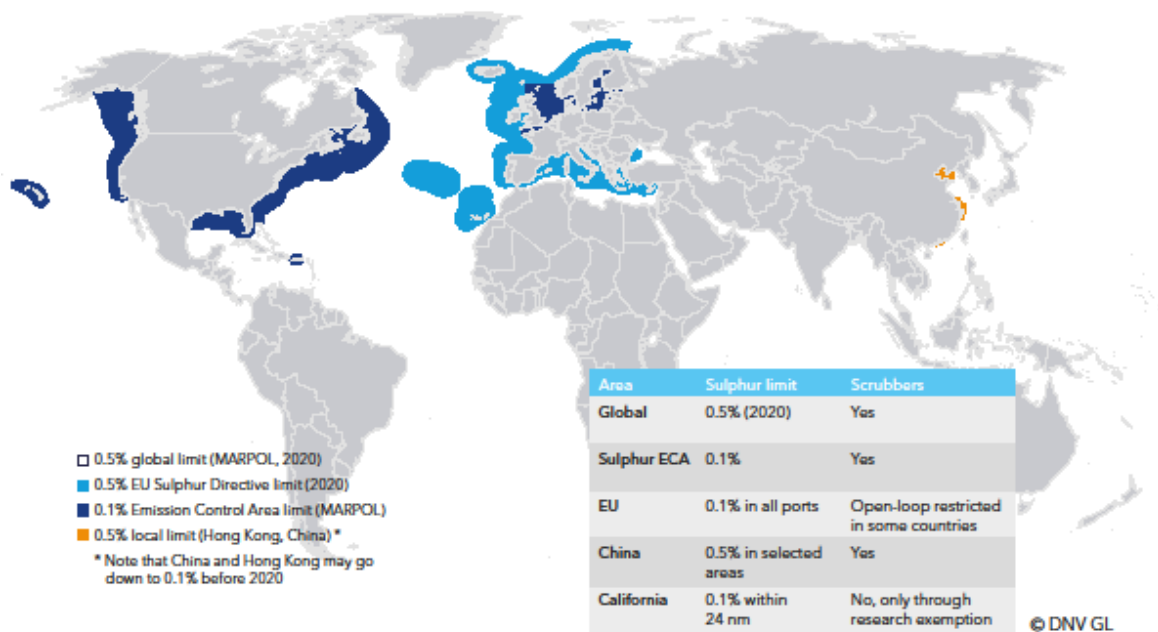 Area Sulphur limit Scrubbers
Global 0.5% (2020) Yes
Sulphur ECA 0.1% Yes
EU 0.1% in all ports Open-loop restricted
in some countries
China 0.5% in selected Yes
areas
California 0.1% within No, only through
24 nm research exemption
0.5% global limit (MARPOL, 2020)
0.5% EU Sulphur Directive limit (2020)
0.1% Emission Control Area limit (MARPOL)
0.5% local limit (Hong Kong, China) *
* Note that China and Hong Kong may go
down to 0.1% before 2020
© DNV GL